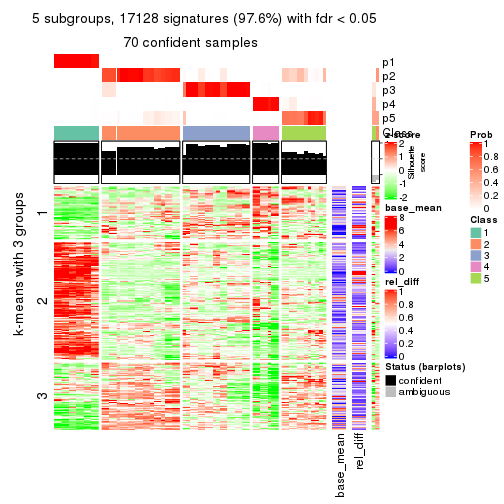 5 subgroups, 17128 signatures (97.6%) with fdr < 0.05
70 confident samples
p1
p2
p3
p4
p5
Class
Silhouette
score
k-means with 3 groups
1
2
3
base_mean
rel_diff
z-score
2
1
0
-1
-2
base_mean
8
6
4
2
0
rel_diff
1
0.8
0.6
0.4
0.2
0
Status (barplots)
confident
ambiguous
Prob
1
0.8
0.6
0.4
0.2
0
Class
1
2
3
4
5